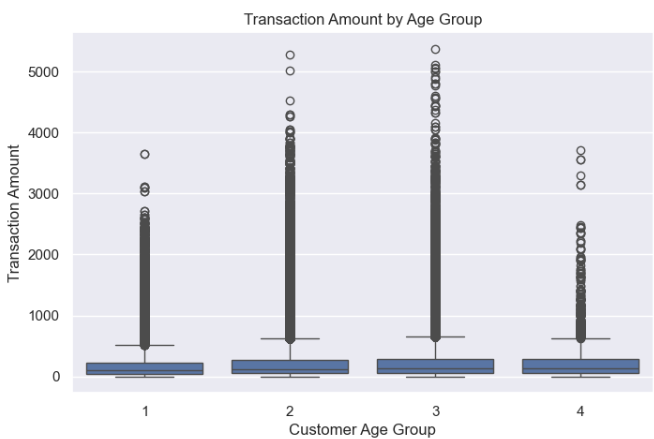 Transaction Amount by Age Group
Transaction Amount
5000
4000
3000
2000
1000
0
1 2 3 4
Customer Age Group